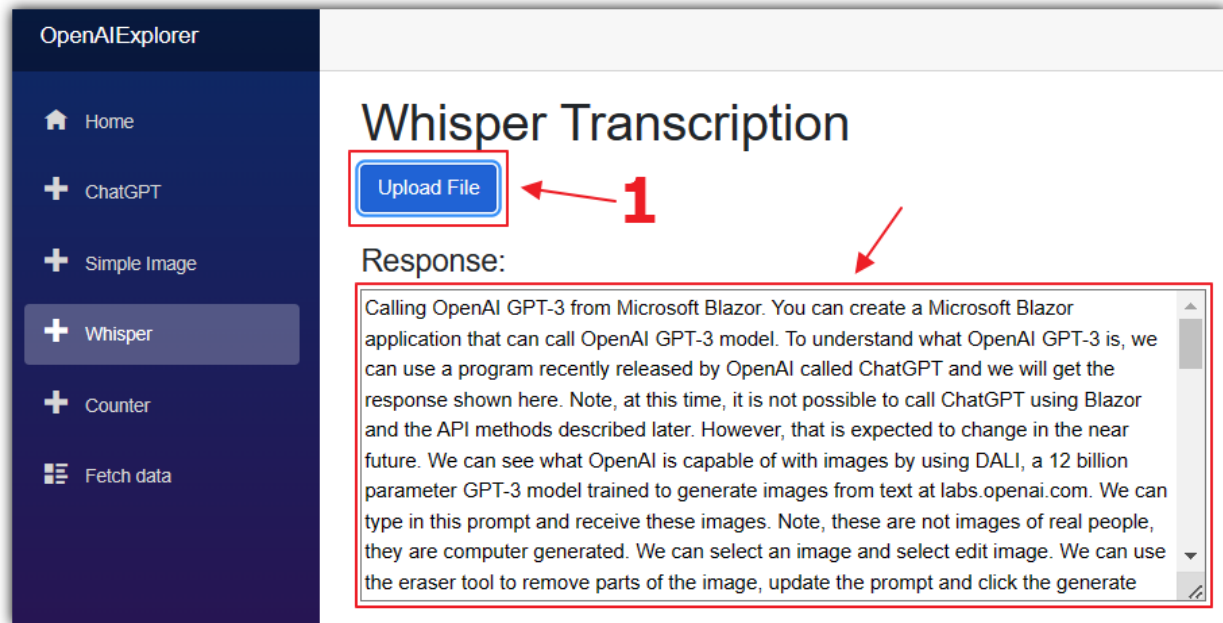 OpenAIExplorer
Home
ChatGPT
Simple Image
Whisper
Counter
Fetch data
Whisper Transcription
Upload File
1
Response:
Calling OpenAI GPT-3 from Microsoft Blazor. You can create a Microsoft Blazor
application that can call OpenAI GPT-3 model. To understand what OpenAI GPT-3 is, we
can use a program recently released by OpenAI called ChatGPT and we will get the
response shown here. Note, at this time, it is not possible to call ChatGPT using Blazor
and the API methods described later. However, that is expected to change in the near
future. We can see what OpenAI is capable of with images by using DALI, a 12 billion
parameter GPT-3 model trained to generate images from text at labs.openai.com. We can
type in this prompt and receive these images. Note, these are not images of real people,
they are computer generated. We can select an image and select edit image. We can use
the eraser tool to remove parts of the image, update the prompt and click the generate